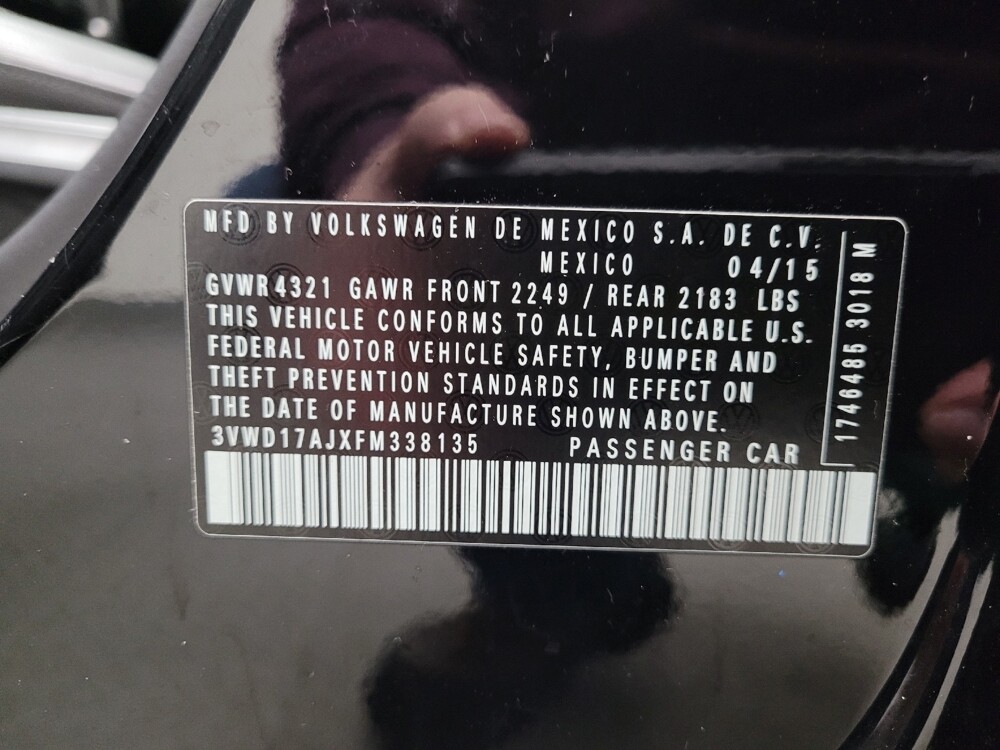 MFD BY VOLKSWAGEN DE MEXICO S.A. DE C.V.
MEXICO 04/15
GVWR 4321 GAWR FRONT 2249 / REAR 2183 LBS
THIS VEHICLE CONFORMS TO ALL APPLICABLE U.S.
FEDERAL MOTOR VEHICLE SAFETY, BUMPER AND
THEFT PREVENTION STANDARDS IN EFFECT ON
THE DATE OF MANUFACTURE SHOWN ABOVE.
3VWD17AJXFM338135 PASSENGER CAR
1746485 3018 M